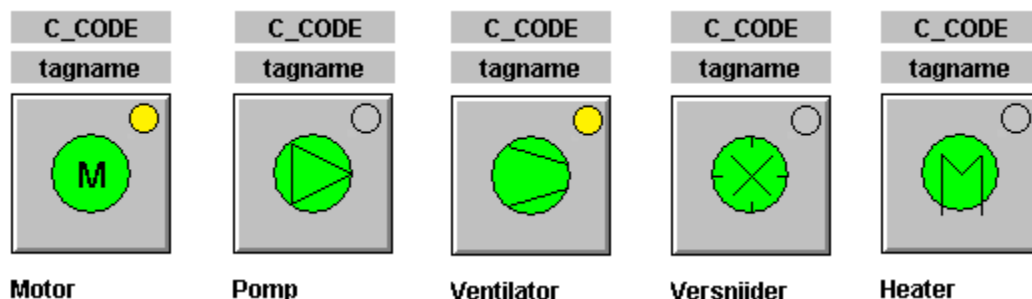 C_CODE C_CODE C_CODE C_CODE C_CODE
tagname tagname tagname tagname tagname
M
Motor Pomp Ventilator Versnijder Heater